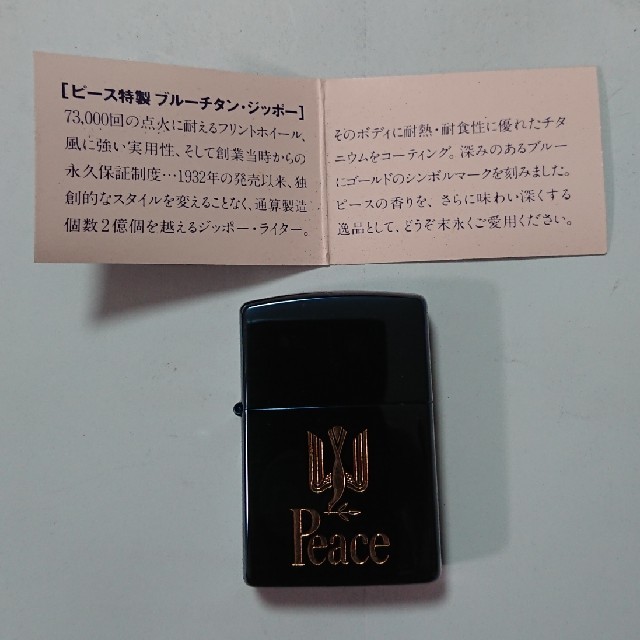 [ピース特製 ブルーチタン・ジッポー]
73,000回の点火に耐えるフリントホイール、
風に強い実用性、そして創業当時からの
永久保証制度…1932年の発売以来、独
創的なスタイルを変えることなく、通算製造
個数2億個を越えるジッポー・ライター。
そのボディに耐熱・耐食性に優れたチタ
ニウムをコーティング。深みのあるブルー
にゴールドのシンボルマークを刻みました。
ピースの香りを、さらに味わい深くする
逸品として、どうぞ末永くご愛用ください。
Peace